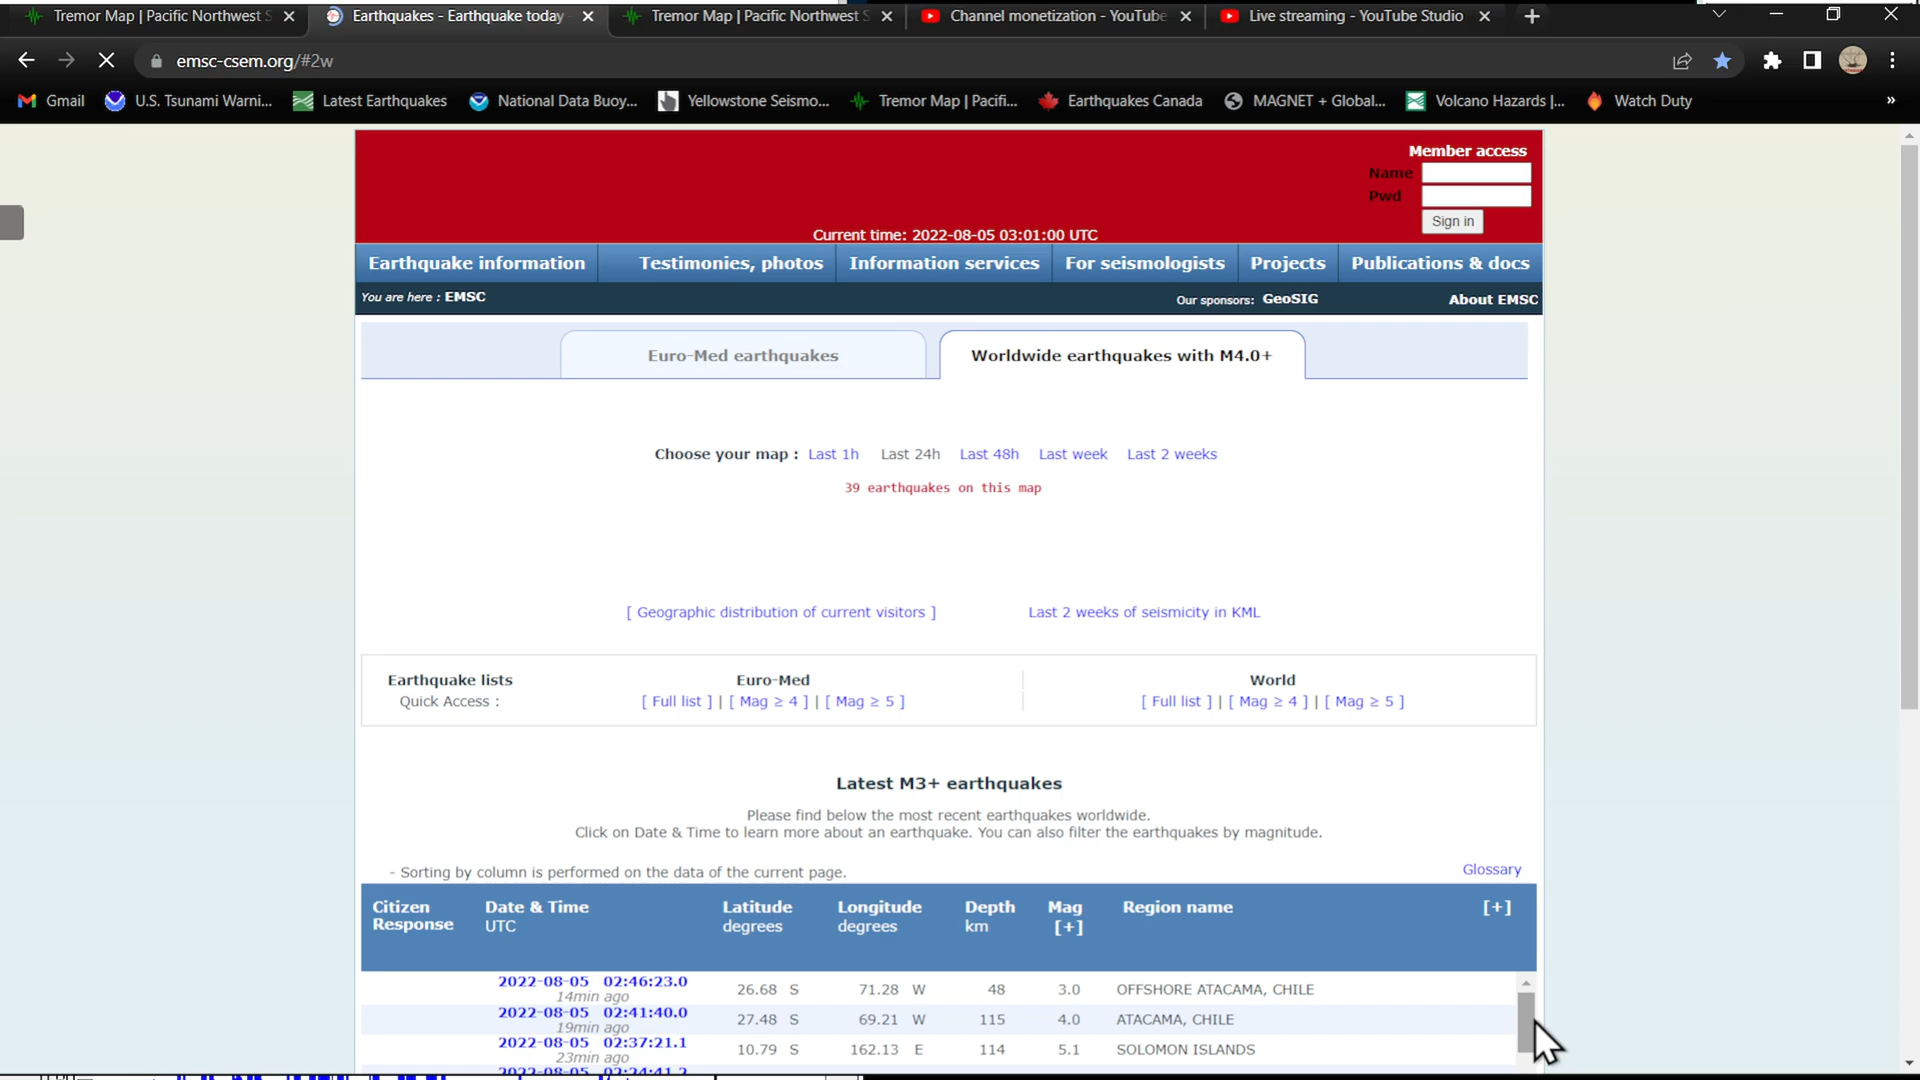 Tremor Map | Pacific Northwest S
Earthquakes - Earthquake today
Tremor Map | Pacific Northwest S
Channel monetization - YouTube
Live streaming - YouTube Studio
emsc-csem.org/#2w
Gmail
U.S. Tsunami Warni...
Latest Earthquakes
National Data Buoy...
Yellowstone Seismo...
Tremor Map | Pacifi...
Earthquakes Canada
MAGNET + Global...
Volcano Hazards |...
Watch Duty
»
Member access
Name
Pwd
Sign in
Current time: 2022-08-05 03:01:00 UTC
Earthquake information
Testimonies, photos
Information services
For seismologists
Projects
Publications & docs
You are here : EMSC
Our sponsors: GeoSIG
About EMSC
Euro-Med earthquakes
Worldwide earthquakes with M4.0+
Choose your map : Last 1h Last 24h Last 48h Last week Last 2 weeks
39 earthquakes on this map
[ Geographic distribution of current visitors ]
Last 2 weeks of seismicity in KML
Earthquake lists
Quick Access :
Euro-Med
[ Full list ] | [ Mag ≥ 4 ] | [ Mag ≥ 5 ]
World
[ Full list ] | [ Mag ≥ 4 ] | [ Mag ≥ 5 ]
Latest M3+ earthquakes
Please find below the most recent earthquakes worldwide.
Click on Date & Time to learn more about an earthquake. You can also filter the earthquakes by magnitude.
- Sorting by column is performed on the data of the current page.
Glossary
Citizen Response
Date & Time UTC
Latitude degrees
Longitude degrees
Depth km
Mag [+]
Region name
[+]
2022-08-05 02:46:23.0
14min ago
26.68 S 71.28 W 48 3.0 OFFSHORE ATACAMA, CHILE
2022-08-05 02:41:40.0
19min ago
27.48 S 69.21 W 115 4.0 ATACAMA, CHILE
2022-08-05 02:37:21.1
23min ago
10.79 S 162.13 E 114 5.1 SOLOMON ISLANDS
2022-08-05 02:24:41.2